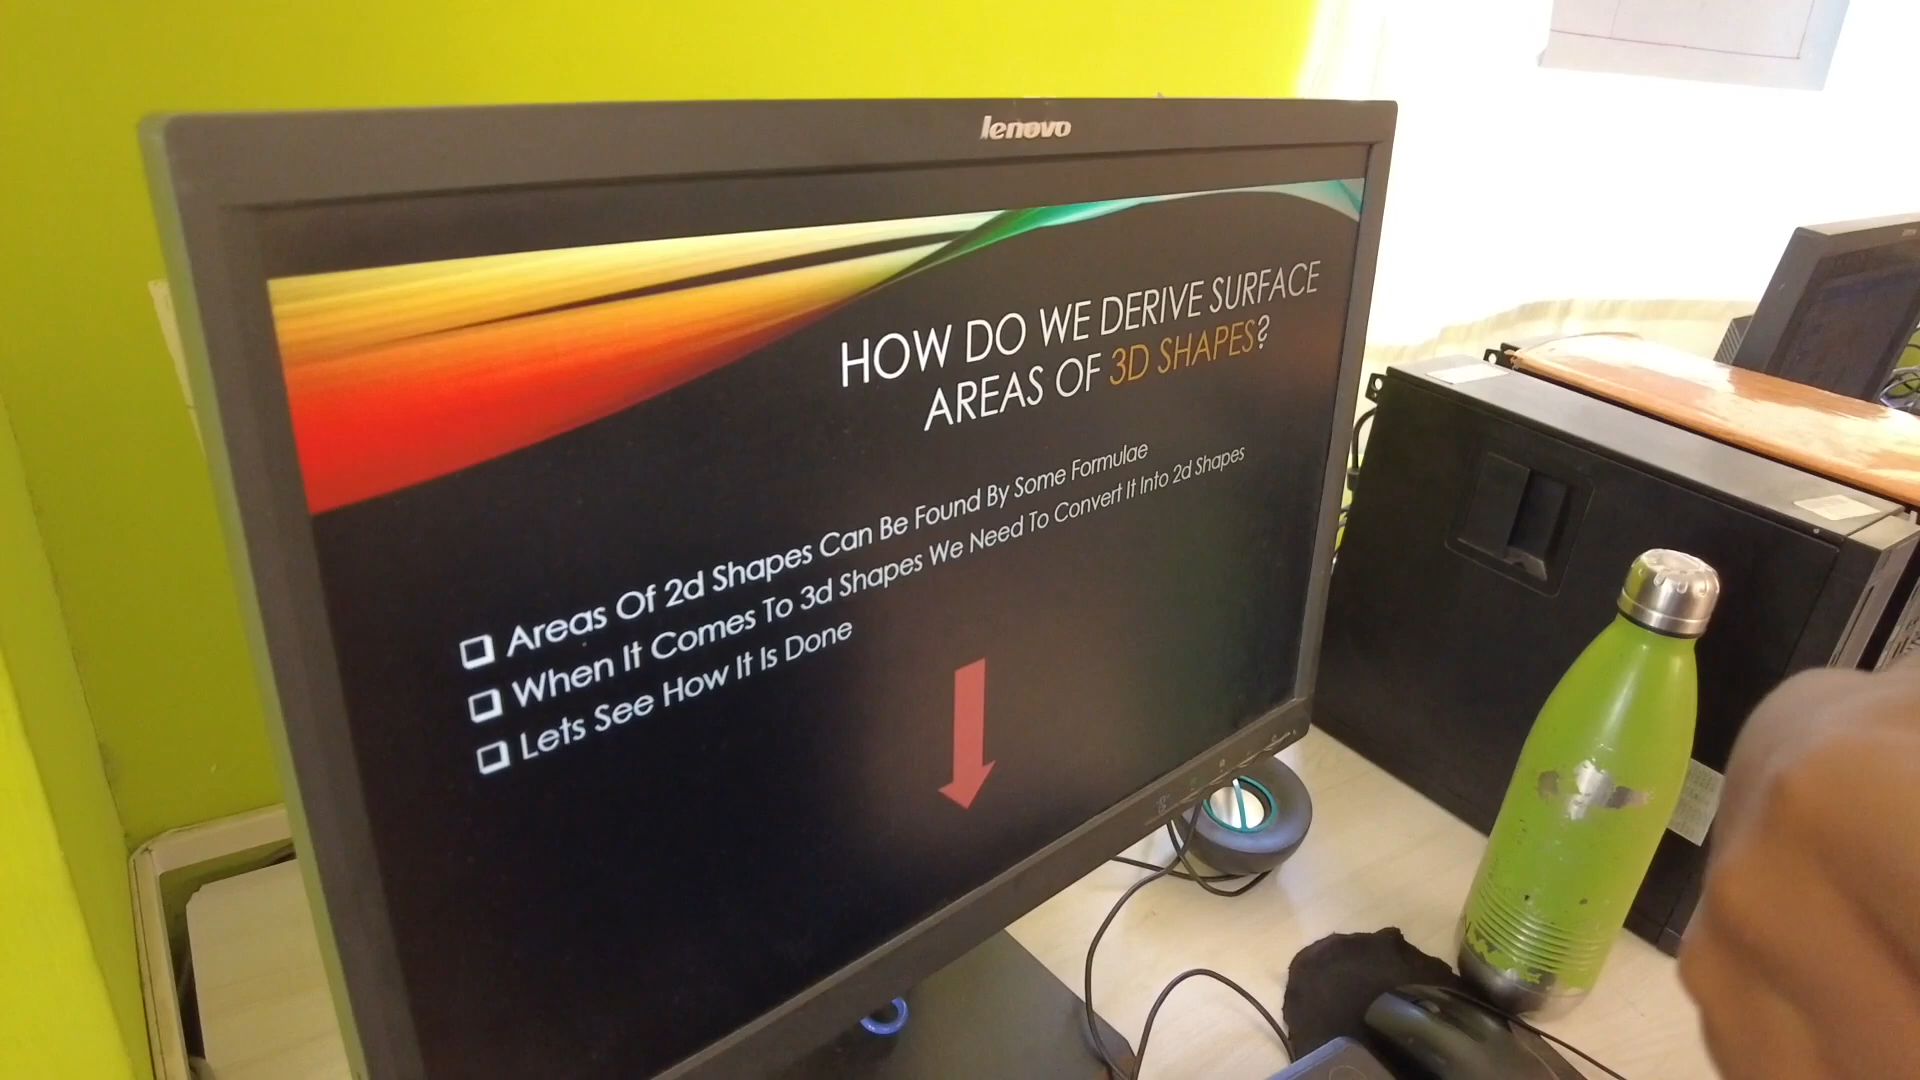 lenovo
HOW DO WE DERIVE SURFACE
AREAS OF 3D SHAPES?
Areas Of 2d Shapes Can Be Found By Some Formulae
When It Comes To 3d Shapes We Need To Convert It Into 2d Shapes
Lets See How It Is Done